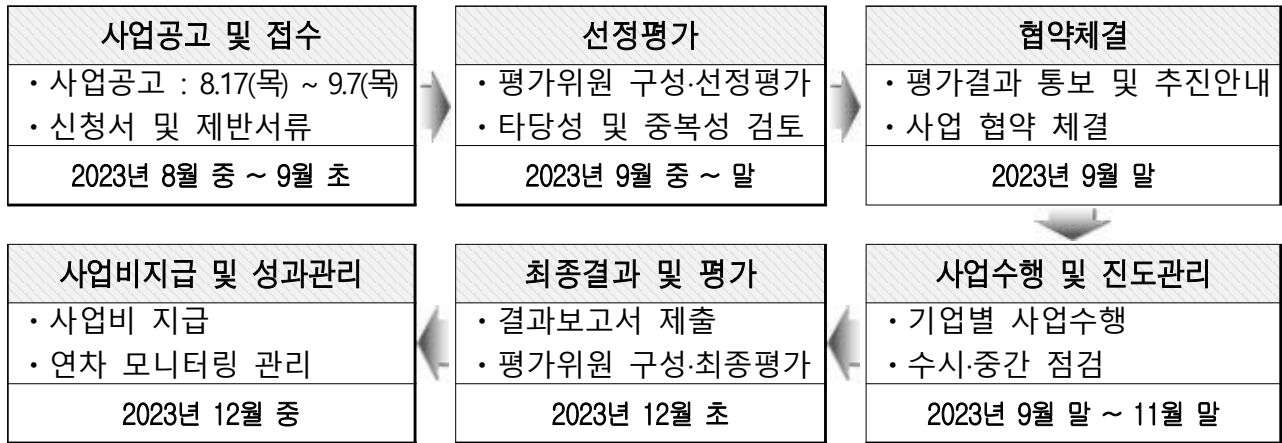 사업공고 및 접수
・사업공고 : 8.17(목) ~ 9.7(목)
・신청서 및 제반서류
2023년 8월 중 ~ 9월 초
선정평가
・평가위원 구성·선정평가
・타당성 및 중복성 검토
2023년 9월 중 ~ 말
협약체결
・평가결과 통보 및 추진안내
・사업 협약 체결
2023년 9월 말
사업수행 및 진도관리
・기업별 사업수행
・수시·중간 점검
2023년 9월 말 ~ 11월 말
최종결과 및 평가
・결과보고서 제출
・평가위원 구성·최종평가
2023년 12월 초
사업비지급 및 성과관리
・사업비 지급
・연차 모니터링 관리
2023년 12월 중